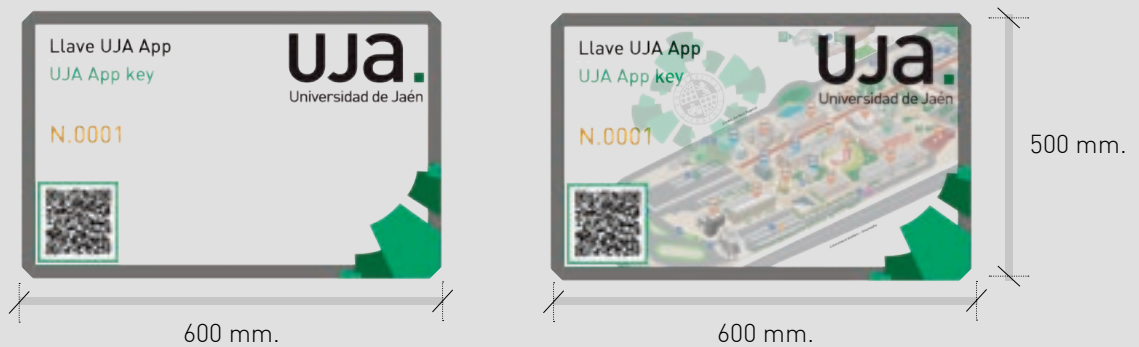 Llave UJA App
UJA App key
N.0001
UJa.
Universidad de Jaén
600 mm.
Llave UJA App
UJA App key
N.0001
UJa.
Universidad de Jaén
600 mm.
500 mm.